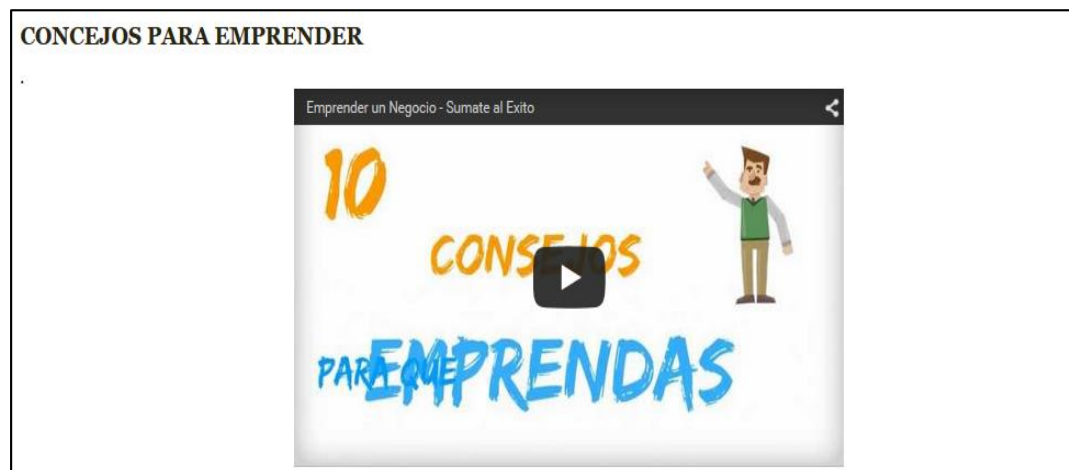 CONCEJOS PARA EMPRENDER
.
Emprender un Negocio - Sumate al Exito
10
CONSEJOS
PARA QUE EMPRENDAS